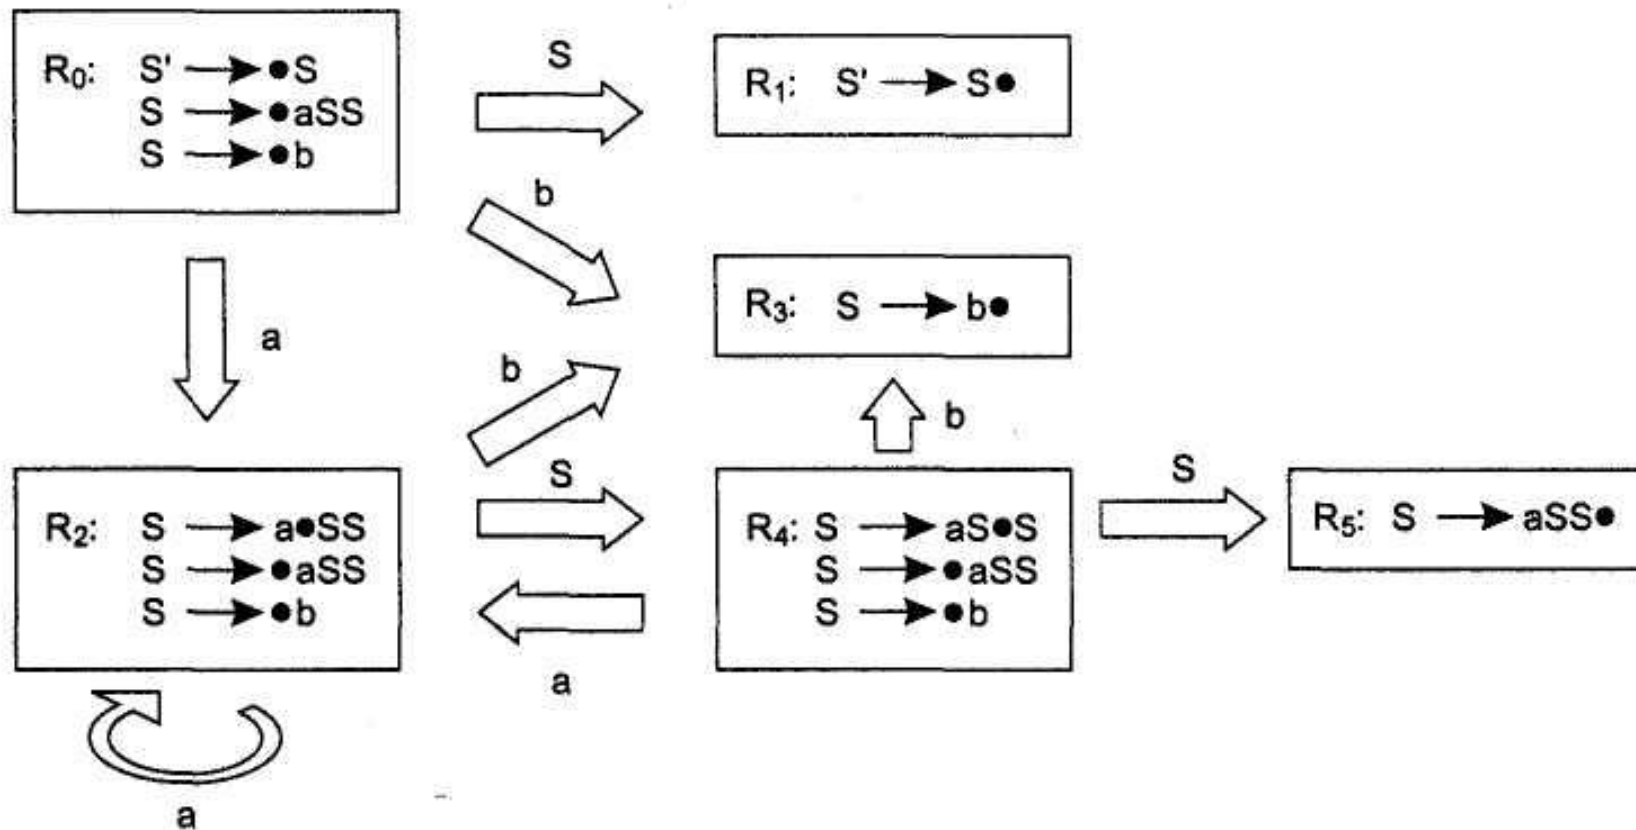 R₀: S' → •S
S → •aSS
S → •b
S
R₁: S' → S•
b
a
R₃: S → b•
b
b
R₂: S → a•SS
S → •aSS
S → •b
S
a
R₄: S → aS•S
S → •aSS
S → •b
S
R₅: S → aSS•
a